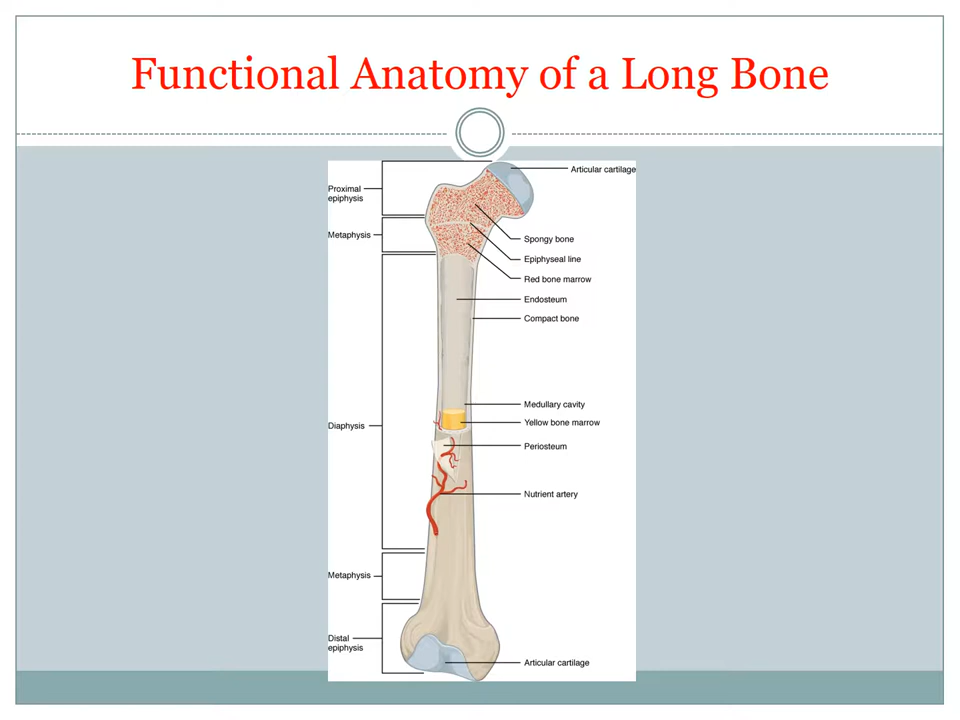 Functional Anatomy of a Long Bone
Articular cartilage
Proximal
epiphysis
Metaphysis
Spongy bone
Epiphyseal line
Red bone marrow
Endosteum
Compact bone
Medullary cavity
Yellow bone marrow
Diaphysis
Periosteum
Nutrient artery
Metaphysis
Distal
epiphysis
Articular cartilage